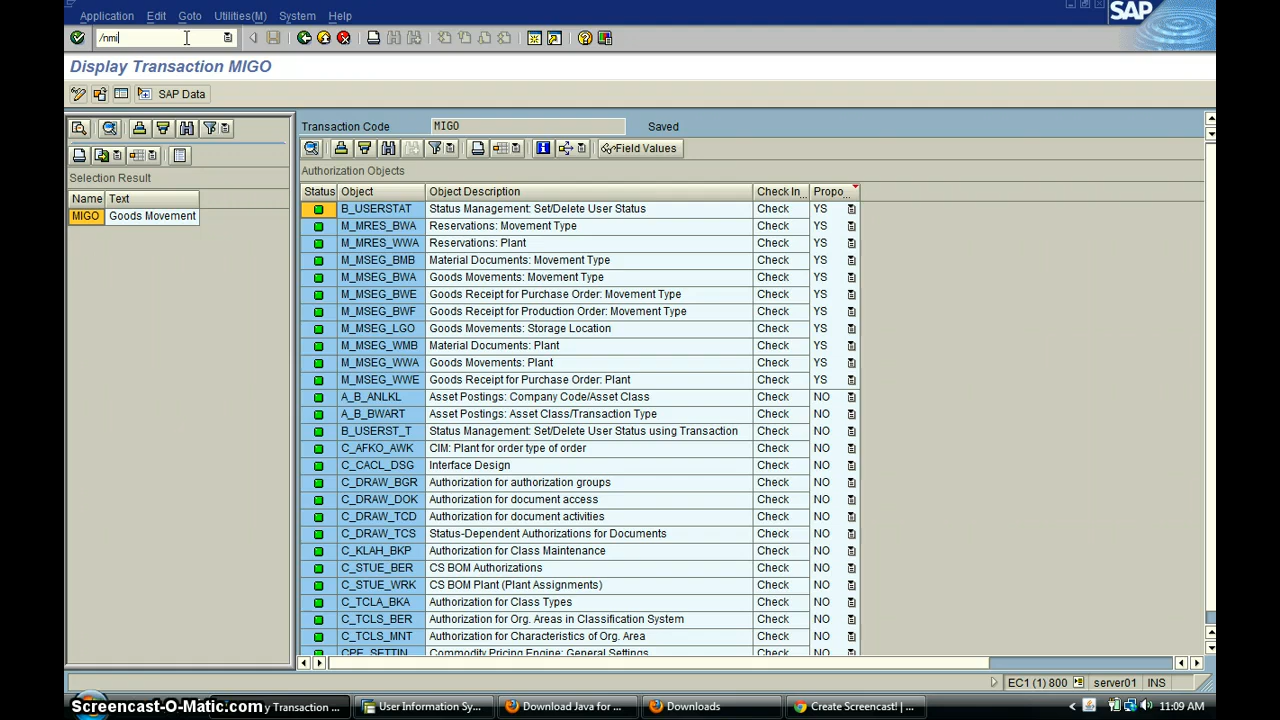 Application Edit Goto Utilities(M) System Help
SAP
/nmi
Display Transaction MIGO
SAP Data
Transaction Code MIGO Saved
Field Values
Selection Result
Authorization Objects
Name Text
MIGO Goods Movement
Status Object Object Description Check In... Propo...
B_USERSTAT Status Management: Set/Delete User Status Check YS
M_MRES_BWA Reservations: Movement Type Check YS
M_MRES_WWA Reservations: Plant Check YS
M_MSEG_BMB Material Documents: Movement Type Check YS
M_MSEG_BWA Goods Movements: Movement Type Check YS
M_MSEG_BWE Goods Receipt for Purchase Order: Movement Type Check YS
M_MSEG_BWF Goods Receipt for Production Order: Movement Type Check YS
M_MSEG_LGO Goods Movements: Storage Location Check YS
M_MSEG_WMB Material Documents: Plant Check YS
M_MSEG_WWA Goods Movements: Plant Check YS
M_MSEG_WWE Goods Receipt for Purchase Order: Plant Check YS
A_B_ANLKL Asset Postings: Company Code/Asset Class Check NO
A_B_BWART Asset Postings: Asset Class/Transaction Type Check NO
B_USERST_T Status Management: Set/Delete User Status using Transaction Check NO
C_AFKO_AWK CIM: Plant for order type of order Check NO
C_CACL_DSG Interface Design Check NO
C_DRAW_BGR Authorization for authorization groups Check NO
C_DRAW_DOK Authorization for document access Check NO
C_DRAW_TCD Authorization for document activities Check NO
C_DRAW_TCS Status-Dependent Authorizations for Documents Check NO
C_KLAH_BKP Authorization for Class Maintenance Check NO
C_STUE_BER CS BOM Authorizations Check NO
C_STUE_WRK CS BOM Plant (Plant Assignments) Check NO
C_TCLA_BKA Authorization for Class Types Check NO
C_TCLS_BER Authorization for Org. Areas in Classification System Check NO
C_TCLS_MNT Authorization for Characteristics of Org. Area Check NO
CPE_SETTIN Commodity Pricing Engine: General Settings Check NO
EC1 (1) 800 server01 INS
Screencast-O-Matic.com y Transaction ... User Information Sy... Download Java for ... Downloads Create Screencast! | ... 11:09 AM